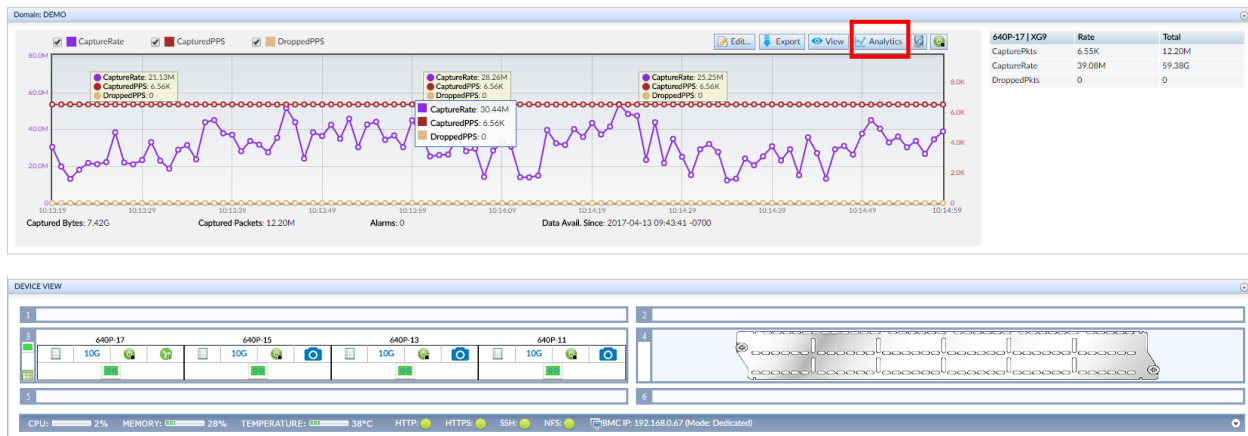 Domain: DEMO
CaptureRate CapturedPPS DroppedPPS Edit... Export View Analytics
80.0M
60.0M
40.0M
20.0M
0
8.0K
6.0K
4.0K
2.0K
0
CaptureRate: 21.13M
CapturedPPS: 6.56K
DroppedPPS: 0
CaptureRate: 28.26M
CapturedPPS: 6.56K
DroppedPPS: 0
CaptureRate: 30.44M
CapturedPPS: 6.56K
DroppedPPS: 0
CaptureRate: 25.25M
CapturedPPS: 6.56K
DroppedPPS: 0
10:13:19 10:13:29 10:13:39 10:13:49 10:13:59 10:14:09 10:14:19 10:14:29 10:14:39 10:14:49 10:14:59
Captured Bytes: 7.42G Captured Packets: 12.20M Alarms: 0 Data Avail. Since: 2017-04-13 09:43:41 -0700
640P-17 | XG9 Rate Total
CapturePkts 6.55K 12.20M
CaptureRate 39.08M 59.38G
DroppedPkts 0 0
DEVICE VIEW
1
2
3
640P-17 640P-15 640P-13 640P-11
10G 10G 10G 10G
4
5
6
CPU: 2% MEMORY: 28% TEMPERATURE: 38°C HTTP: HTTPS: SSH: NFS: BMC IP: 192.168.0.67 (Mode: Dedicated)